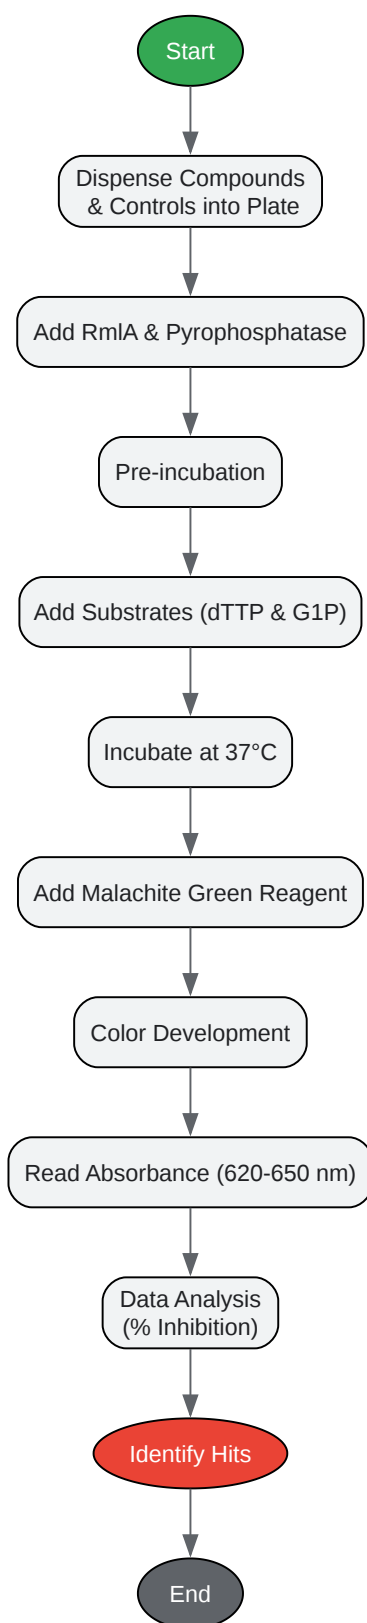 Start
Dispense Compounds
& Controls into Plate
Add RmlA & Pyrophosphatase
Pre-incubation
Add Substrates (dTTP & G1P)
Incubate at 37°C
Add Malachite Green Reagent
Color Development
Read Absorbance (620-650 nm)
Data Analysis
(% Inhibition)
Identify Hits
End